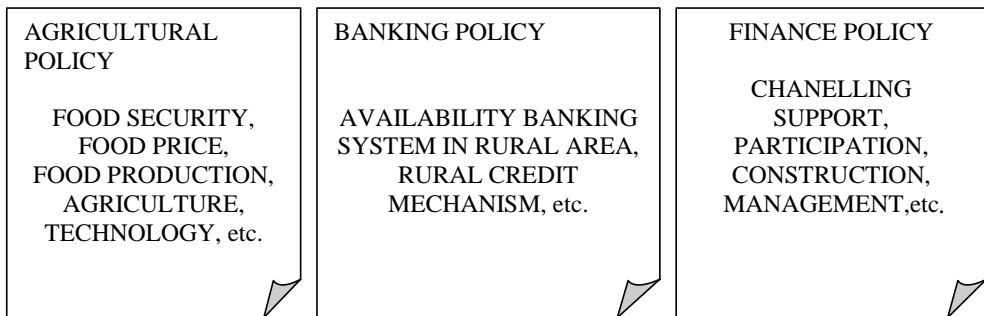 AGRICULTURAL
POLICY
FOOD SECURITY,
FOOD PRICE,
FOOD PRODUCTION,
AGRICULTURE,
TECHNOLOGY, etc.
BANKING POLICY
AVAILABILITY BANKING
SYSTEM IN RURAL AREA,
RURAL CREDIT
MECHANISM, etc.
FINANCE POLICY
CHANELLING
SUPPORT,
PARTICIPATION,
CONSTRUCTION,
MANAGEMENT,etc.